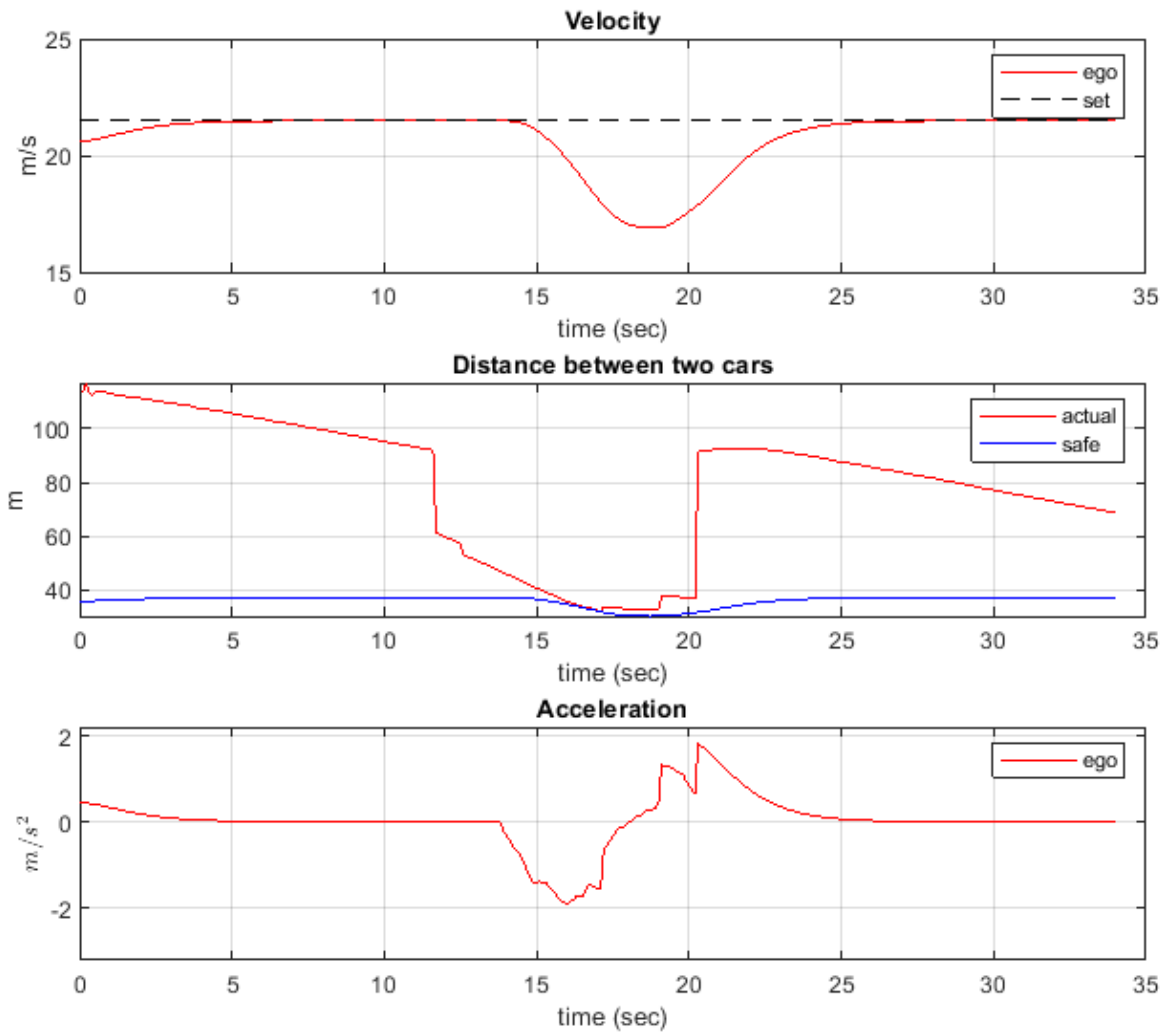 Velocity
25
20
15
m/s
ego
set
0 5 10 15 20 25 30 35
time (sec)
Distance between two cars
100
80
60
40
m
actual
safe
0 5 10 15 20 25 30 35
time (sec)
Acceleration
2
0
-2
m/s²
ego
0 5 10 15 20 25 30 35
time (sec)